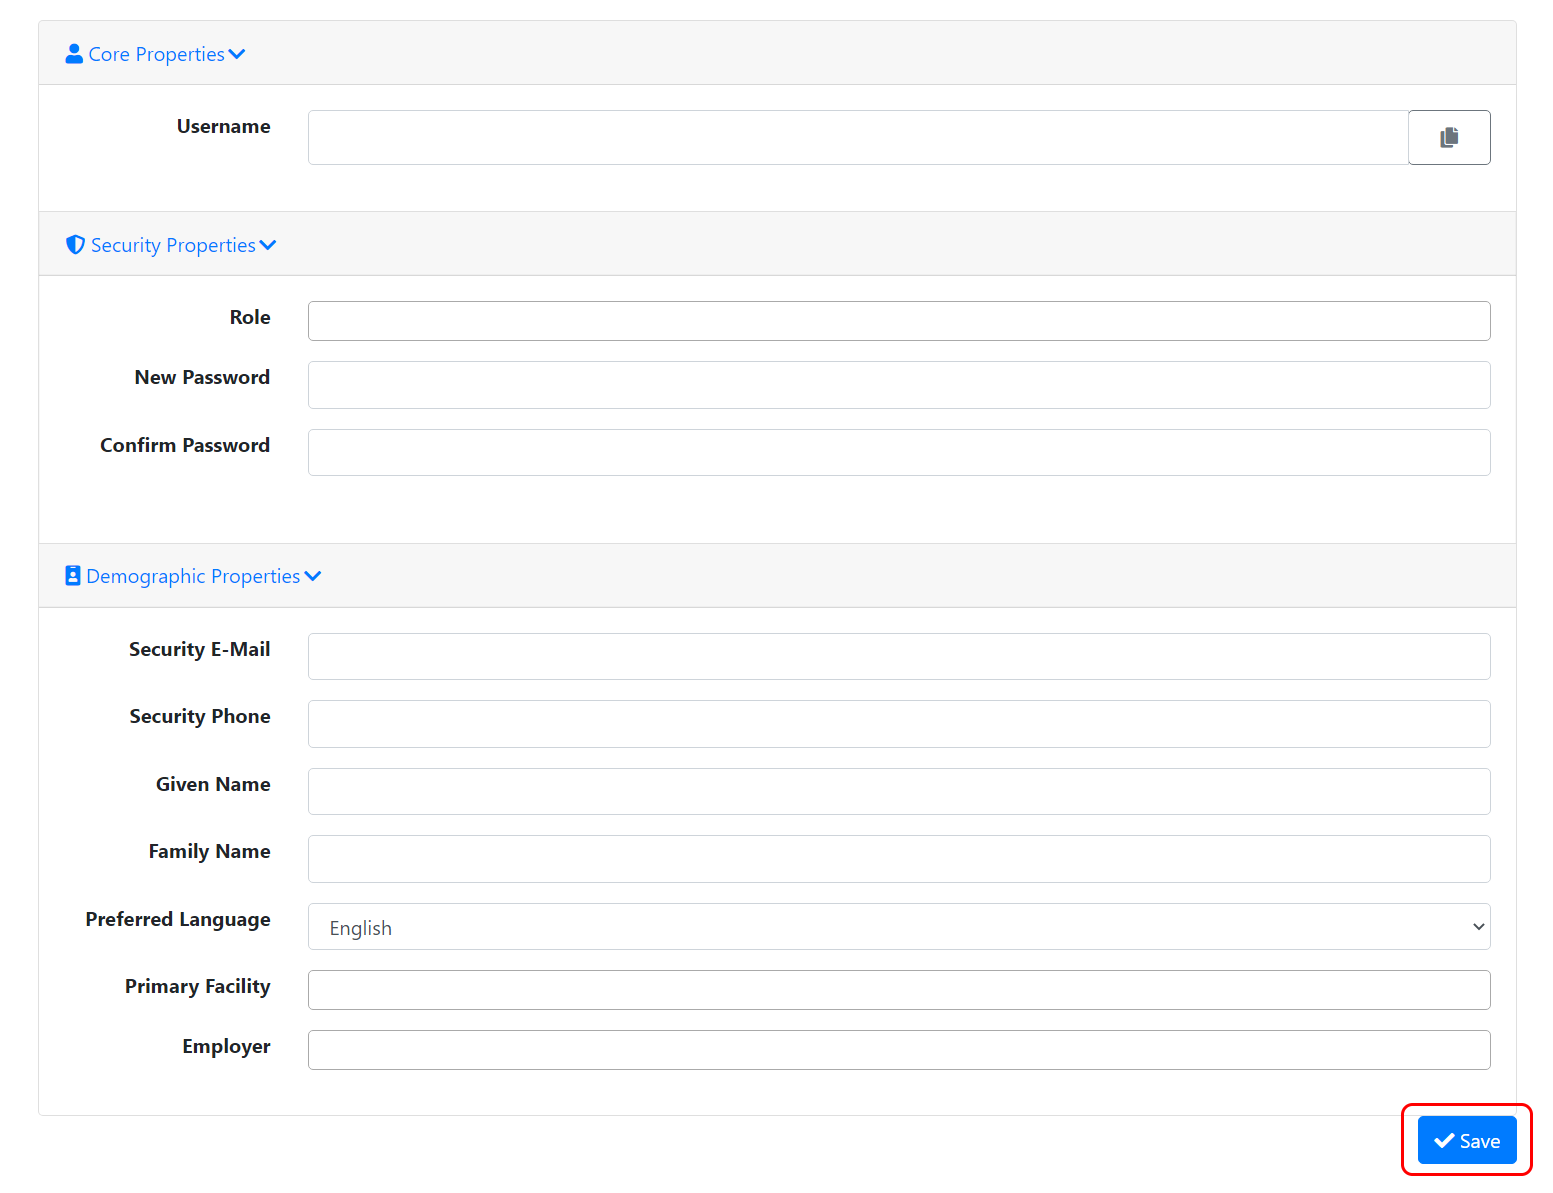 Core Properties
Username
Security Properties
Role
New Password
Confirm Password
Demographic Properties
Security E-Mail
Security Phone
Given Name
Family Name
Preferred Language English
Primary Facility
Employer
Save